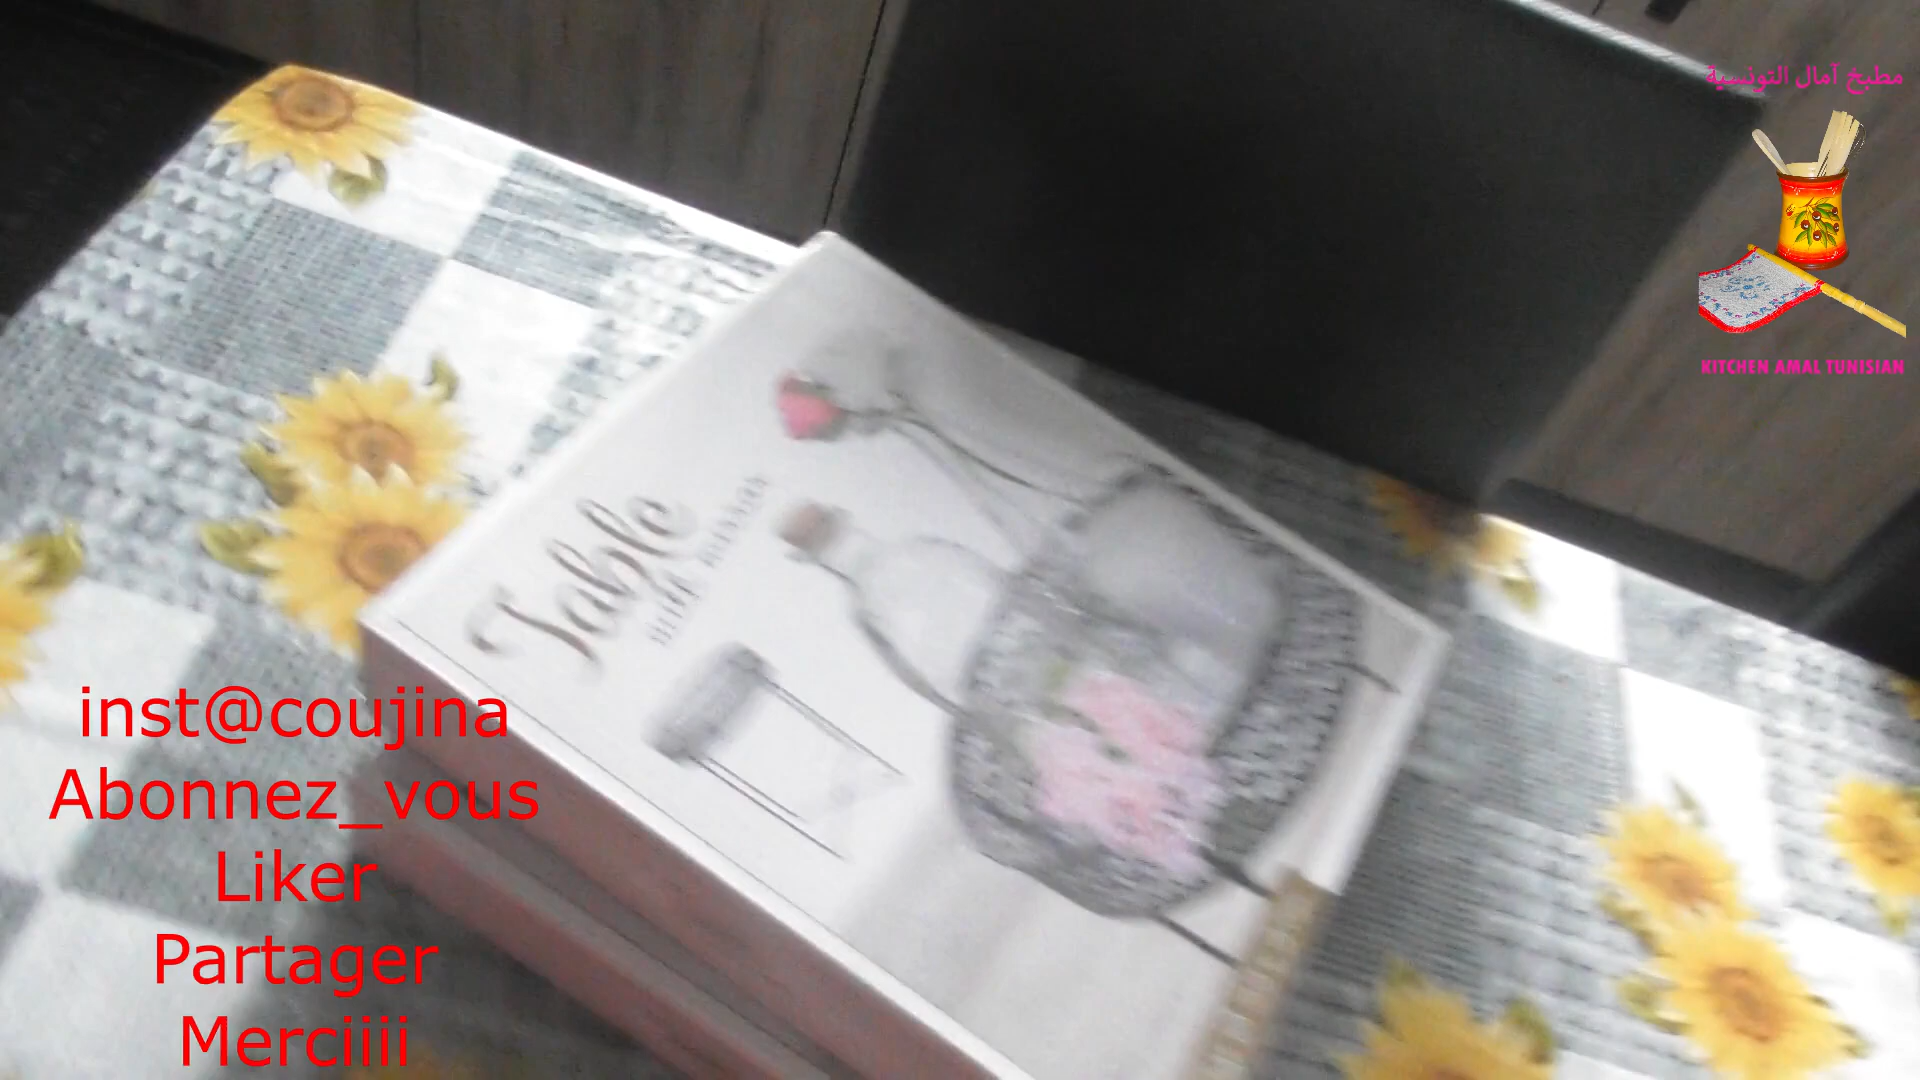 مطبخ آمال التونسية
KITCHEN AMAL TUNISIAN
Table
inst@coujina
Abonnez_vous
Liker
Partager
Merciiii